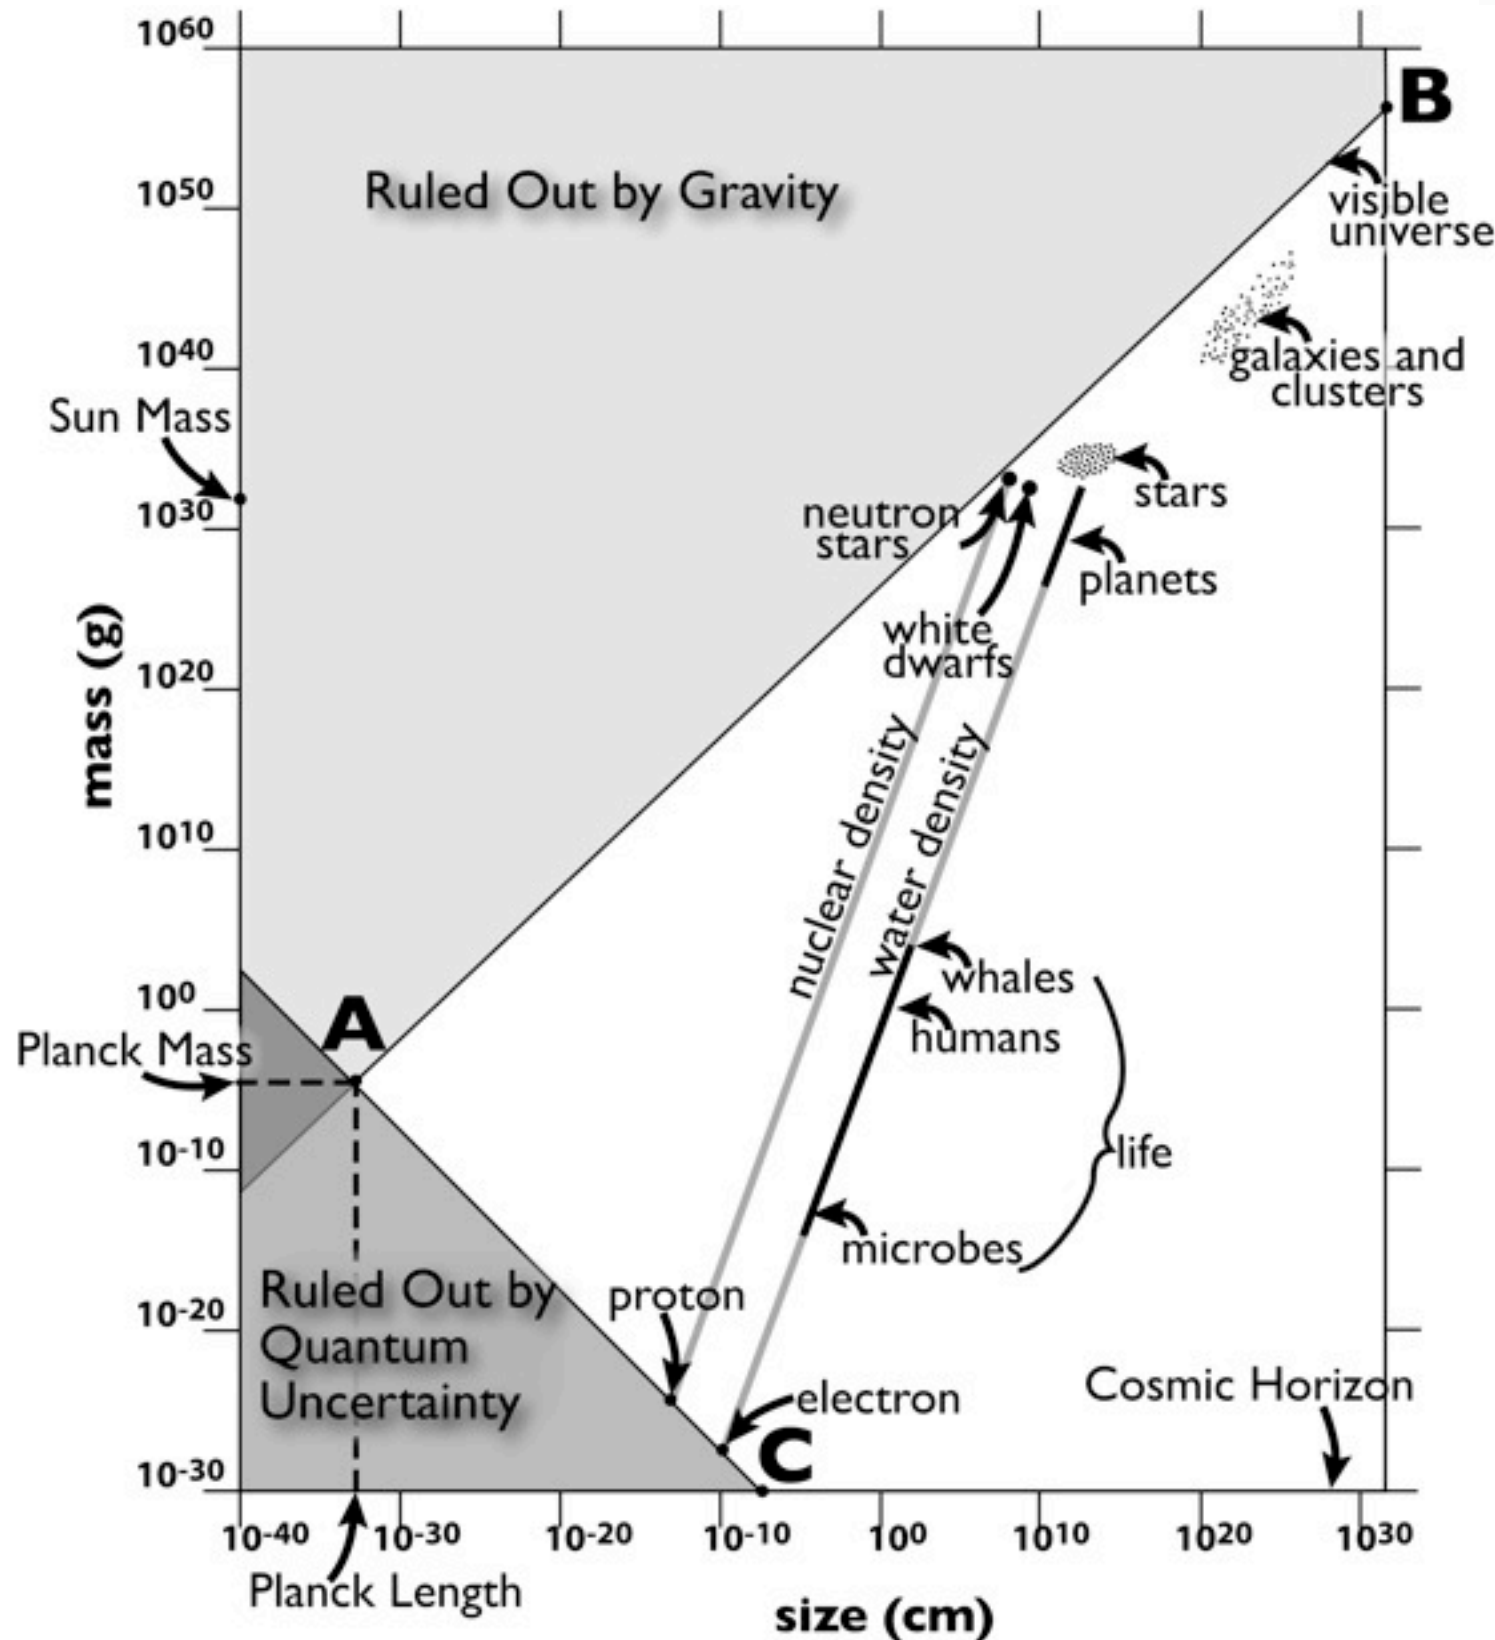 10^60
B
Ruled Out by Gravity
10^50
visible
universe
10^40
galaxies and
clusters
Sun Mass
stars
10^30
neutron
stars
planets
white
dwarfs
10^20
mass (g)
nuclear density
water density
10^10
whales
10^0
A
humans
Planck Mass
10^-10
life
microbes
Ruled Out by
Quantum
Uncertainty
proton
10^-20
electron
Cosmic Horizon
C
10^-30
10^-40 10^-30 10^-20 10^-10 10^0 10^10 10^20 10^30
Planck Length
size (cm)